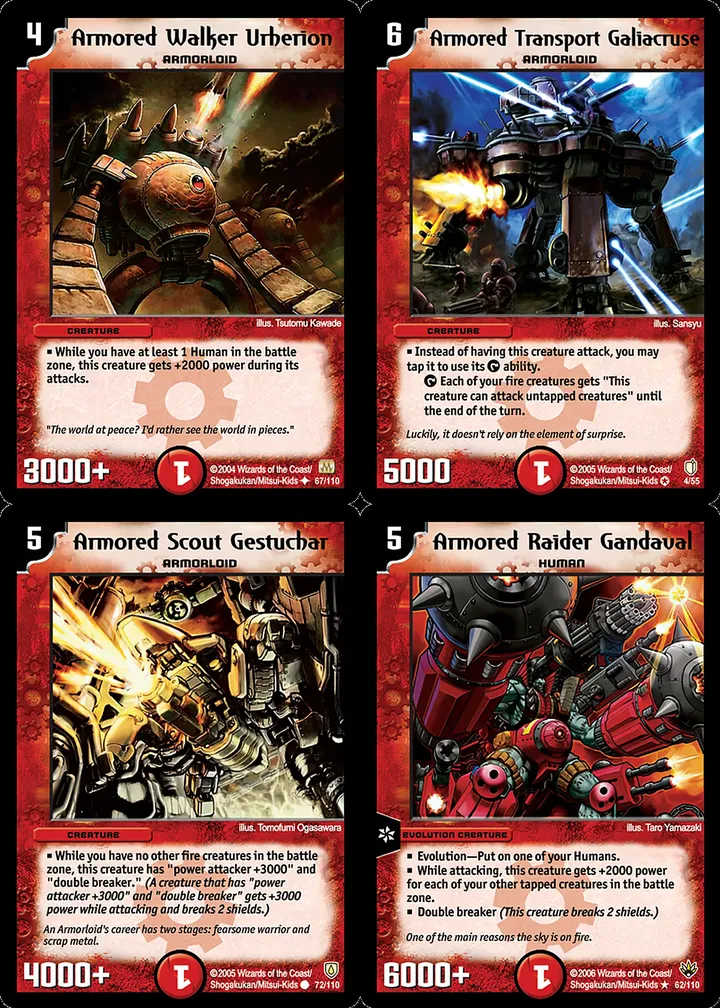 4 Armored Walker Urherion
ARMORLOID
illus. Tsutomu Kawade
CREATURE
▪ While you have at least 1 Human in the battle
zone, this creature gets +2000 power during its
attacks.
"The world at peace? I'd rather see the world in pieces."
3000+
1
©2004 Wizards of the Coast/
Shogakukan/Mitsui-Kids ✦ 67/110
6 Armored Transport Galiacruse
ARMORLOID
illus. Sansyu
CREATURE
▪ Instead of having this creature attack, you may
tap it to use its ability.
Each of your fire creatures gets "This
creature can attack untapped creatures" until
the end of the turn.
Luckily, it doesn't rely on the element of surprise.
5000
1
©2005 Wizards of the Coast/
Shogakukan/Mitsui-Kids ✪ 4/55
5 Armored Scout Gestuchar
ARMORLOID
illus. Tomofumi Ogasawara
CREATURE
▪ While you have no other fire creatures in the battle
zone, this creature has "power attacker +3000" and
"double breaker." (A creature that has "power
attacker +3000" and "double breaker" gets +3000
power while attacking and breaks 2 shields.)
An Armorloid's career has two stages: fearsome warrior and
scrap metal.
4000+
1
©2005 Wizards of the Coast/
Shogakukan/Mitsui-Kids ● 72/110
5 Armored Raider Gandaval
HUMAN
illus. Taro Yamazaki
EVOLUTION CREATURE
▪ Evolution—Put on one of your Humans.
▪ While attacking, this creature gets +2000 power
for each of your other tapped creatures in the battle
zone.
▪ Double breaker (This creature breaks 2 shields.)
One of the main reasons the sky is on fire.
6000+
1
©2006 Wizards of the Coast/
Shogakukan/Mitsui-Kids ★ 62/110